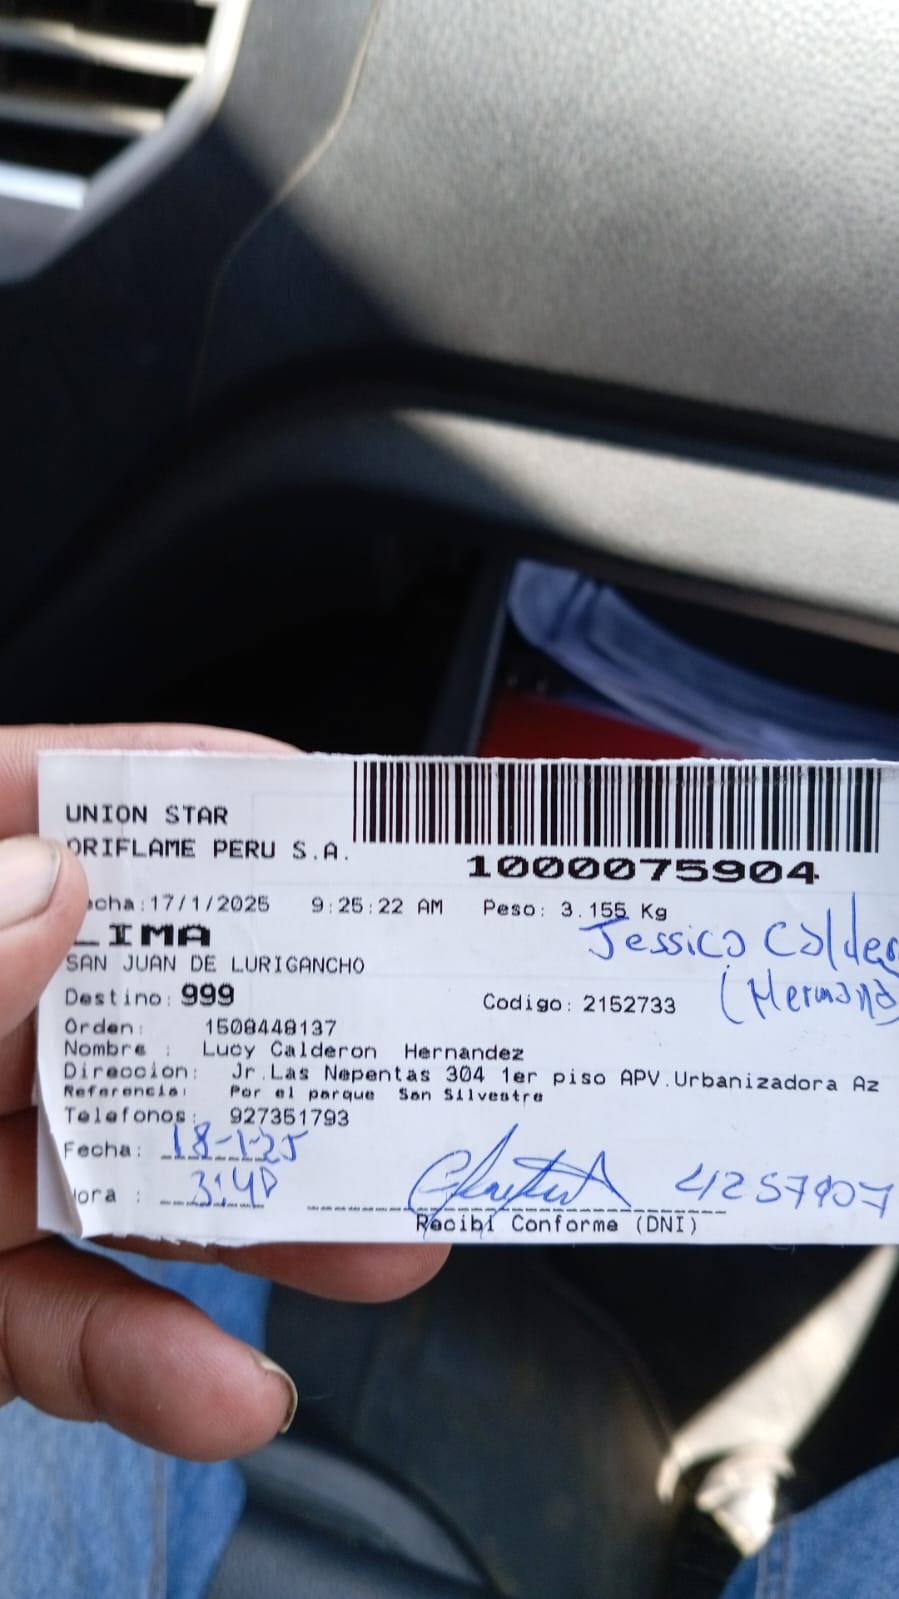 UNION STAR
ORIFLAME PERU S.A.
1000075904
echa:17/1/2025 9:25:22 AM Peso: 3.155 Kg
LIMA
Jessica Calde
SAN JUAN DE LURIGANCHO
(Hermana
Destino: 999 Codigo: 2152733
Orden: 1508448137
Nombre : Lucy Calderon Hernandez
Direccion: Jr.Las Nepentas 304 1er piso APV.Urbanizadora Az
Referencia: Por el parque San Silvestre
Telefonos: 927351793
Fecha: 18-1-25
ora : 3:40
Recibi Conforme (DNI)